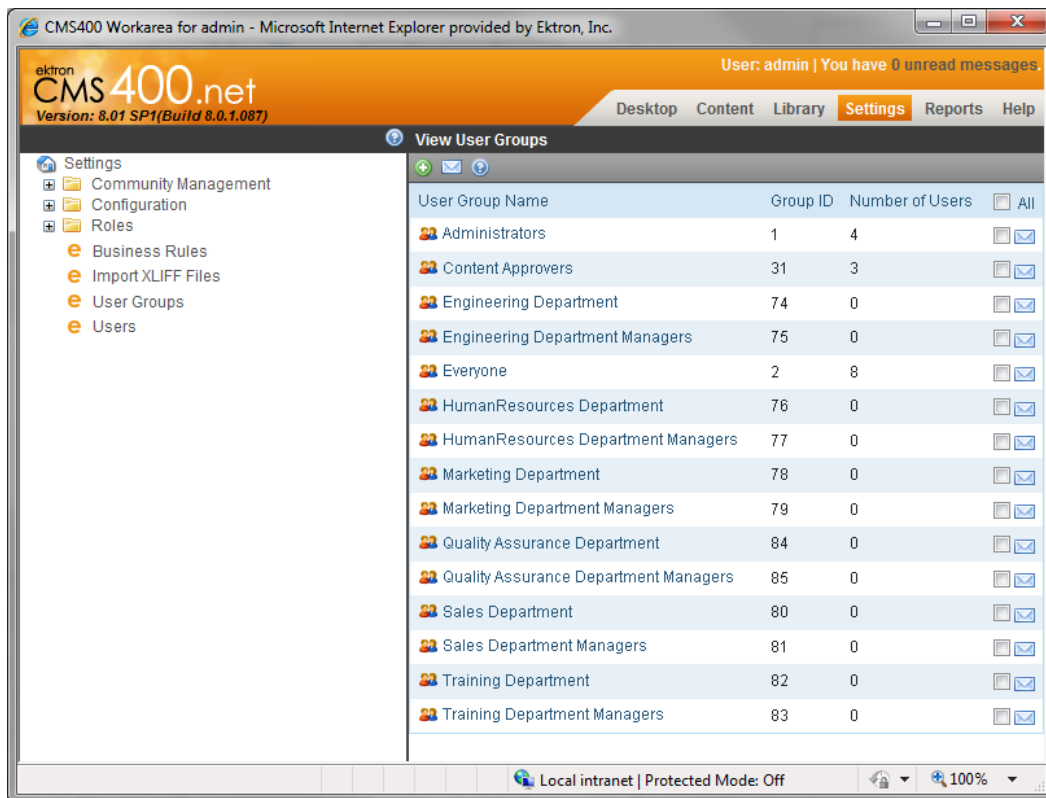 CMS400 Workarea for admin - Microsoft Internet Explorer provided by Ektron, Inc.
ektron
CMS400.net
Version: 8.01 SP1(Build 8.0.1.087)
User: admin | You have 0 unread messages.
Desktop Content Library Settings Reports Help
View User Groups
Settings
Community Management
Configuration
Roles
Business Rules
Import XLIFF Files
User Groups
Users
User Group Name Group ID Number of Users All
Administrators 1 4
Content Approvers 31 3
Engineering Department 74 0
Engineering Department Managers 75 0
Everyone 2 8
HumanResources Department 76 0
HumanResources Department Managers 77 0
Marketing Department 78 0
Marketing Department Managers 79 0
Quality Assurance Department 84 0
Quality Assurance Department Managers 85 0
Sales Department 80 0
Sales Department Managers 81 0
Training Department 82 0
Training Department Managers 83 0
Local intranet | Protected Mode: Off
100%